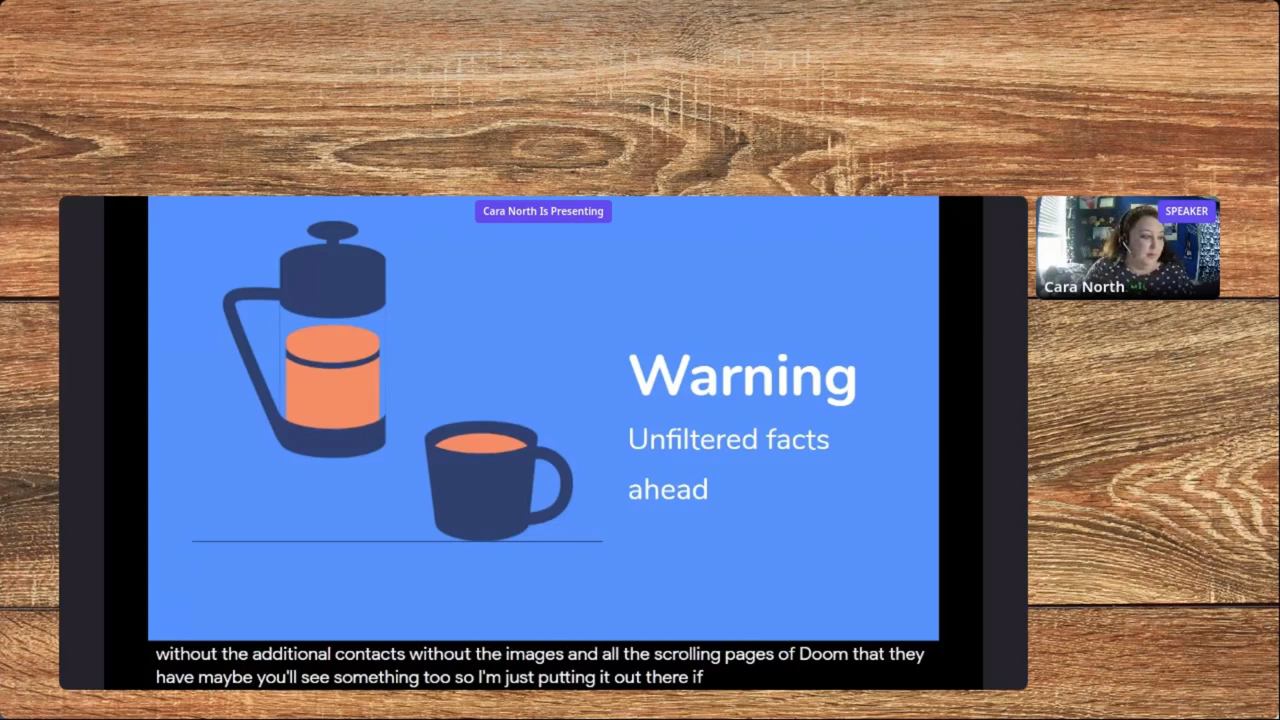 Cara North Is Presenting
SPEAKER
Cara North
Warning
Unfiltered facts
ahead
without the additional contacts without the images and all the scrolling pages of Doom that they
have maybe you'll see something too so I'm just putting it out there if